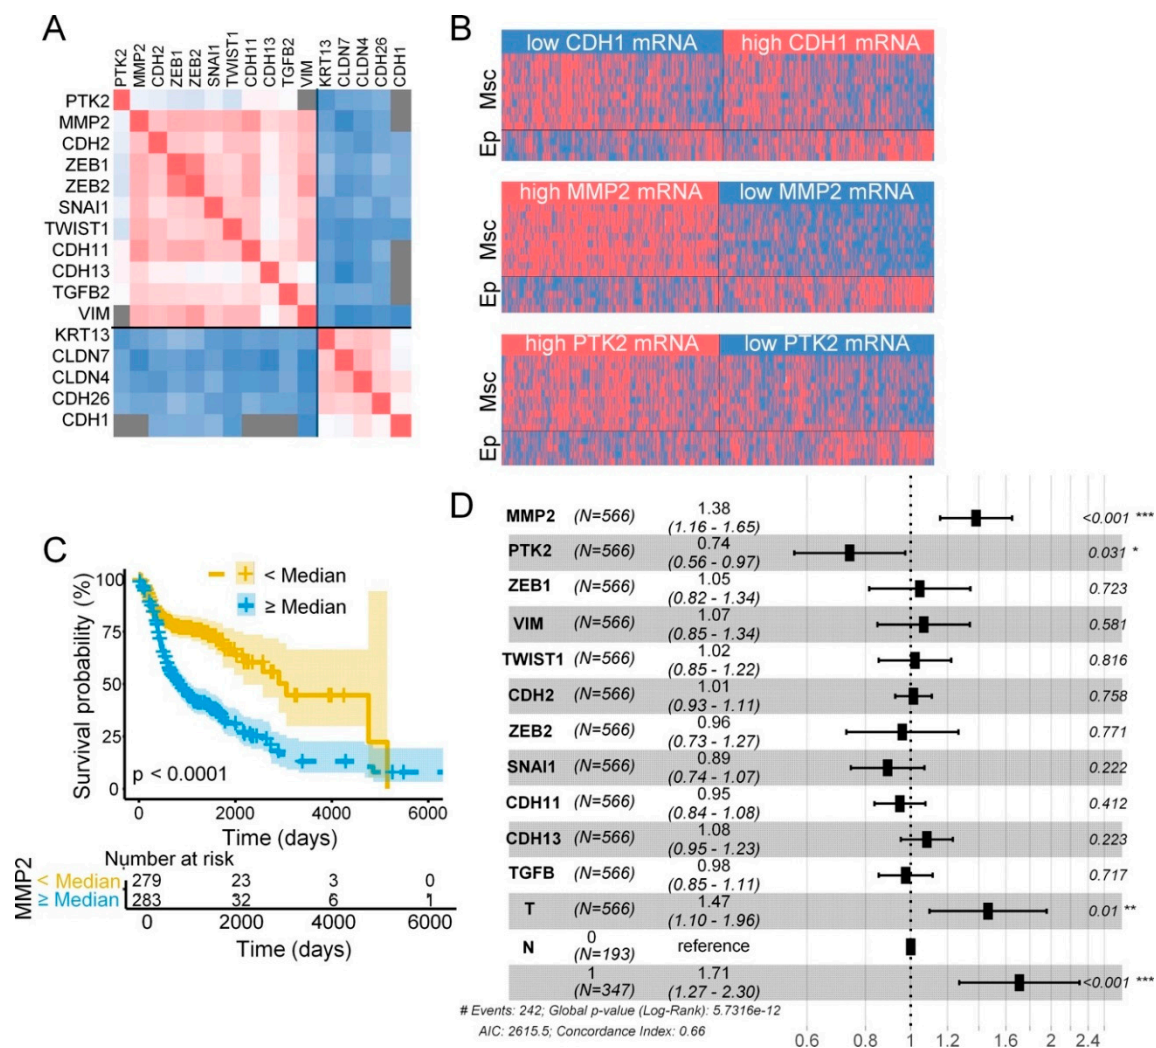 A
PTK2
MMP2
CDH2
ZEB1
ZEB2
SNAI1
TWIST1
CDH11
CDH13
TGFB2
VIM
KRT13
CLDN7
CLDN4
CDH26
CDH1
PTK2
MMP2
CDH2
ZEB1
ZEB2
SNAI1
TWIST1
CDH11
CDH13
TGFB2
VIM
KRT13
CLDN7
CLDN4
CDH26
CDH1
B
low CDH1 mRNA high CDH1 mRNA
Msc
Ep
high MMP2 mRNA low MMP2 mRNA
Msc
Ep
high PTK2 mRNA low PTK2 mRNA
Msc
Ep
C
Survival probability (%)
100
75
50
25
0
< Median
≥ Median
p < 0.0001
0 2000 4000 6000
Time (days)
Number at risk
MMP2
< Median 279 23 3 0
≥ Median 283 32 6 1
0 2000 4000 6000
Time (days)
D
MMP2 (N=566) 1.38 <0.001 ***
(1.16 - 1.65)
PTK2 (N=566) 0.74 0.031 *
(0.56 - 0.97)
ZEB1 (N=566) 1.05 0.723
(0.82 - 1.34)
VIM (N=566) 1.07 0.581
(0.85 - 1.34)
TWIST1 (N=566) 1.02 0.816
(0.85 - 1.22)
CDH2 (N=566) 1.01 0.758
(0.93 - 1.11)
ZEB2 (N=566) 0.96 0.771
(0.73 - 1.27)
SNAI1 (N=566) 0.89 0.222
(0.74 - 1.07)
CDH11 (N=566) 0.95 0.412
(0.84 - 1.08)
CDH13 (N=566) 1.08 0.223
(0.95 - 1.23)
TGFB (N=566) 0.98 0.717
(0.85 - 1.11)
T (N=566) 1.47 0.01 **
(1.10 - 1.96)
N 0 reference
(N=193)
1 1.71 <0.001 ***
(N=347) (1.27 - 2.30)
# Events: 242; Global p-value (Log-Rank): 5.7316e-12
AIC: 2615.5; Concordance Index: 0.66
0.6 0.8 1 1.2 1.6 2 2.4